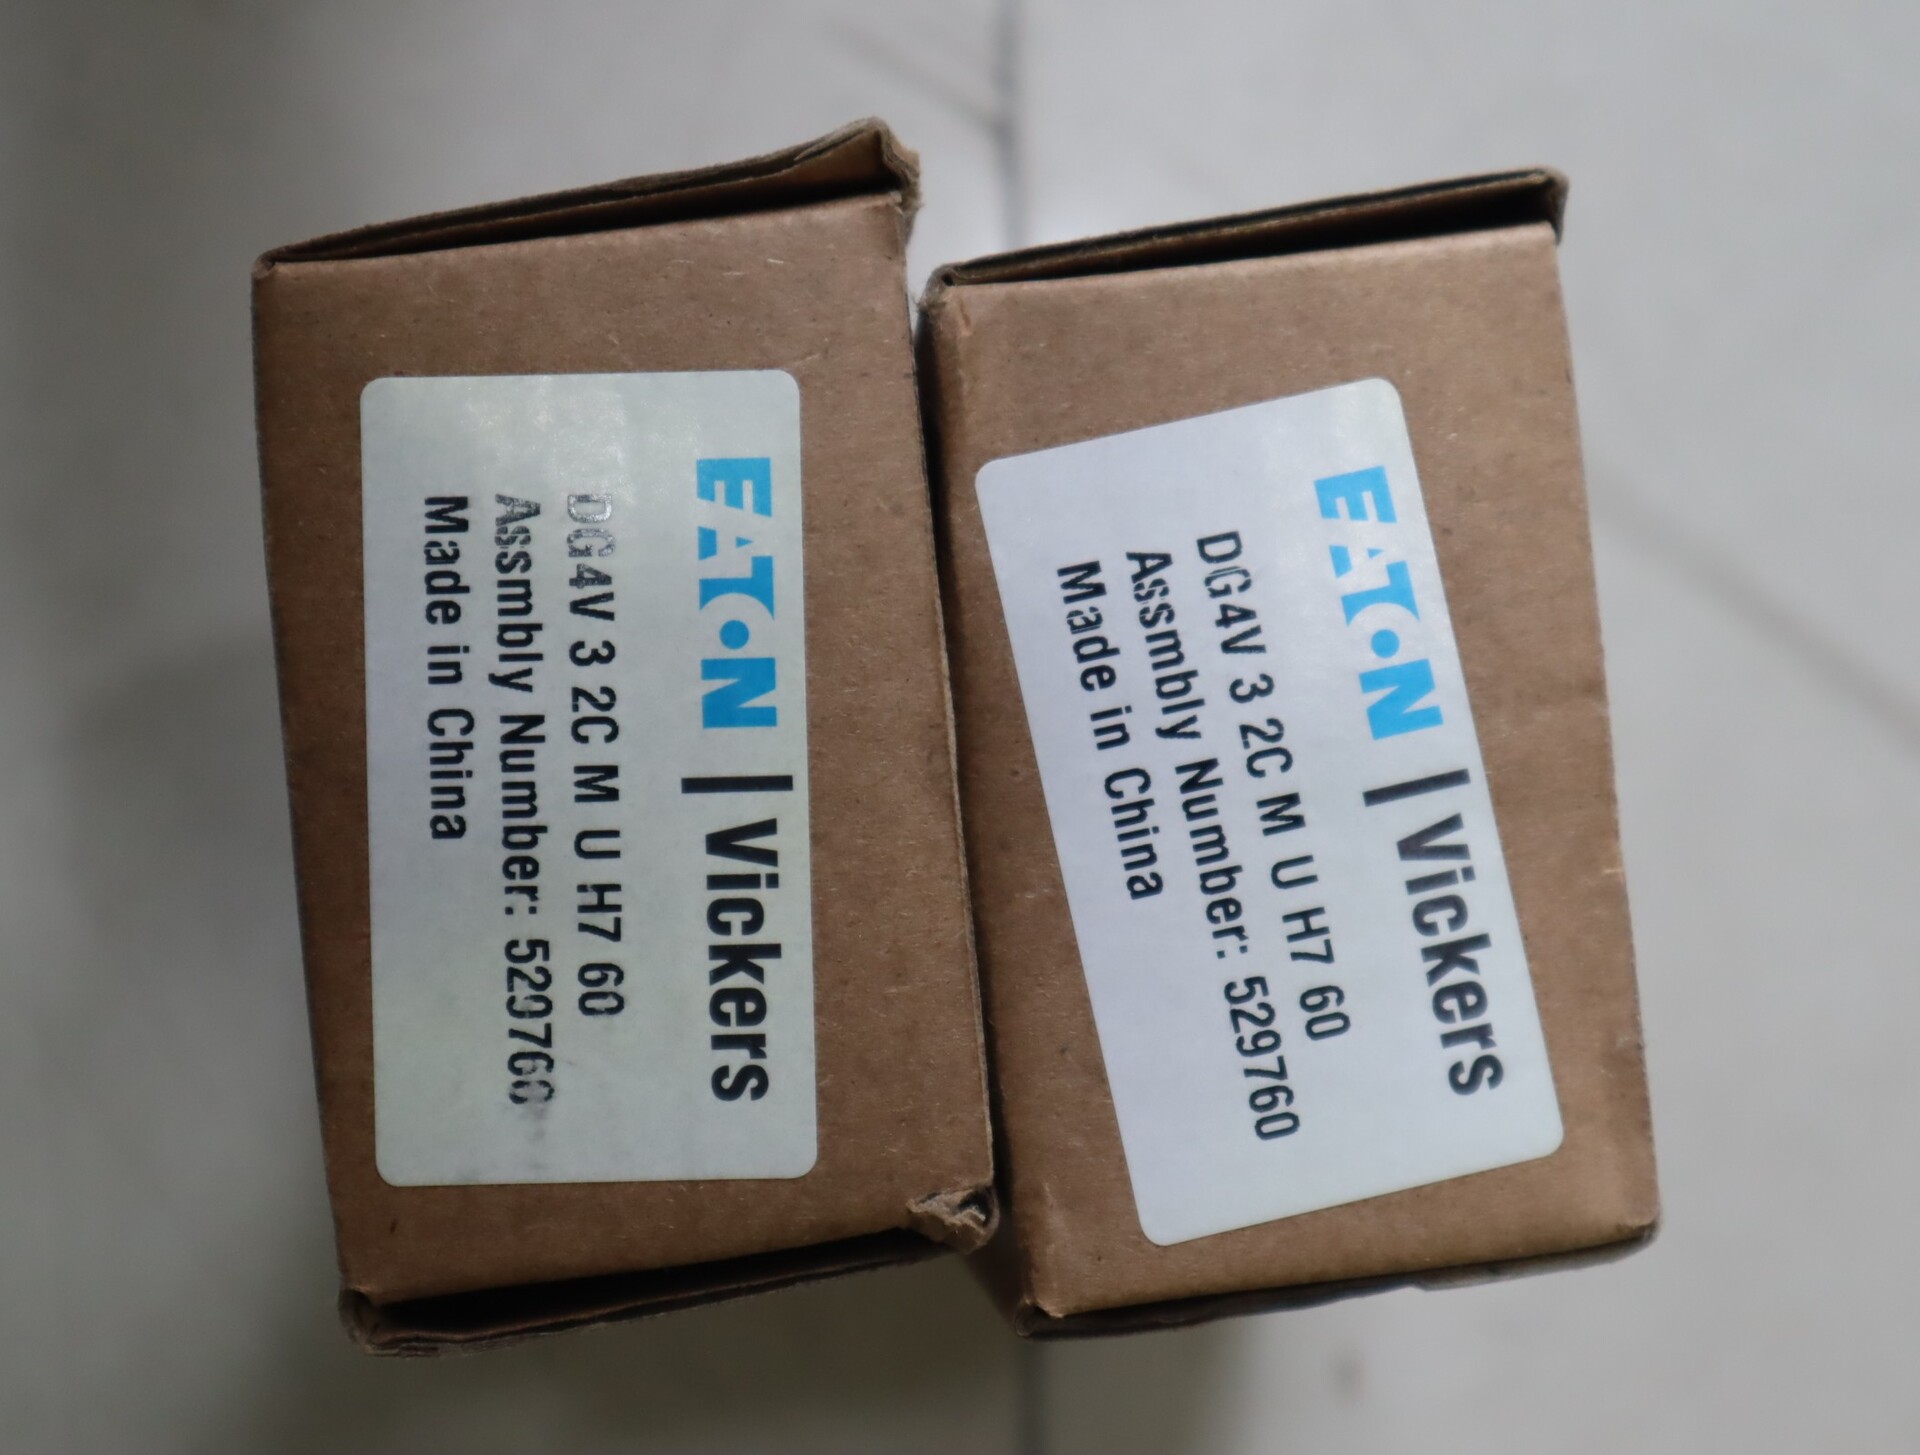 EATON | Vickers
DG4V 3 2C M U H7 60
Assmbly Number: 529760
Made in China
EATON | Vickers
DG4V 3 2C M U H7 60
Assmbly Number: 529760
Made in China